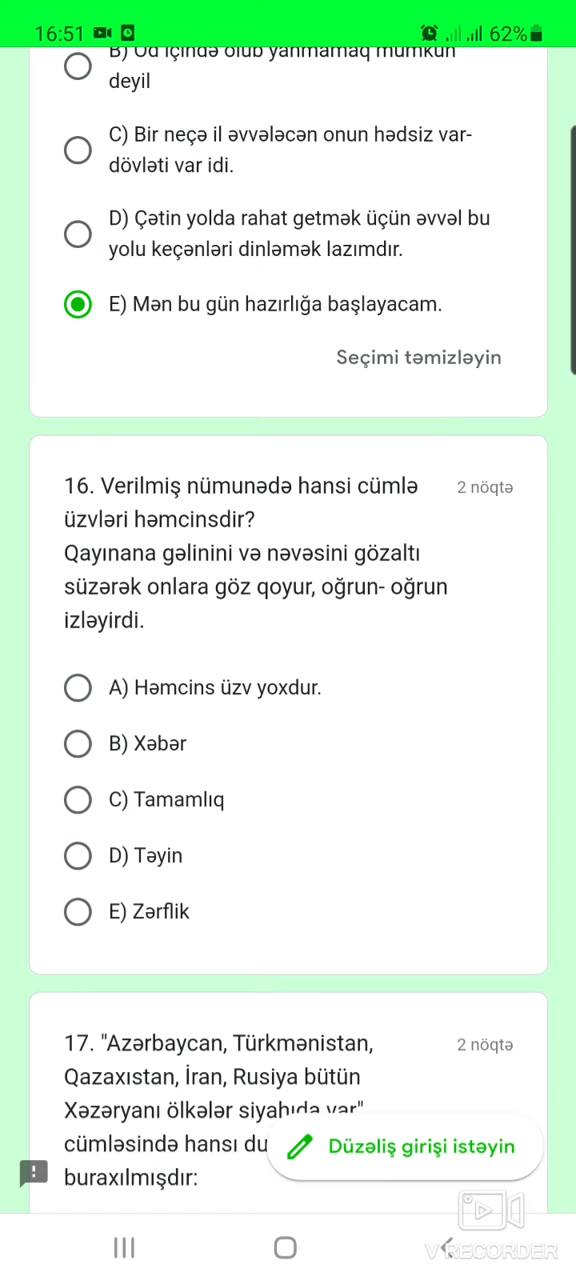 16:51
62%
B) Od içində olub yanmamaq mümkün
deyil
C) Bir neçə il əvvələcən onun hədsiz var-
dövləti var idi.
D) Çətin yolda rahat getmək üçün əvvəl bu
yolu keçənləri dinləmək lazımdır.
E) Mən bu gün hazırlığa başlayacam.
Seçimi təmizləyin
16. Verilmiş nümunədə hansi cümlə
2 nöqtə
üzvləri həmcinsdir?
Qayınana gəlinini və nəvəsini gözaltı
süzərək onlara göz qoyur, oğrun- oğrun
izləyirdi.
A) Həmcins üzv yoxdur.
B) Xəbər
C) Tamamlıq
D) Təyin
E) Zərflik
17. "Azərbaycan, Türkmənistan,
2 nöqtə
Qazaxıstan, İran, Rusiya bütün
Xəzəryanı ölkələr siyahıda var"
cümləsində hansı du
Düzəliş girişi istəyin
buraxılmışdır:
V RECORDER